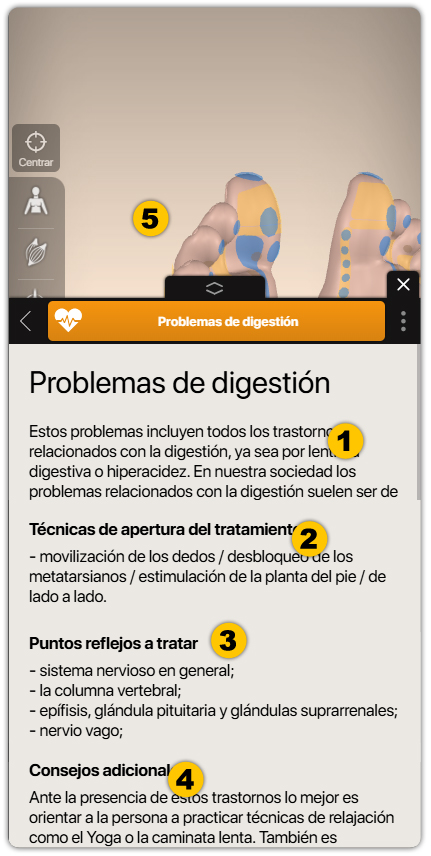 Centrar
5
Problemas de digestión
Problemas de digestión
Estos problemas incluyen todos los
relacionados con la digestión, ya sea por
1
digestiva o hiperacidez. En nuestra sociedad los
problemas relacionados con la digestión suelen ser de
Técnicas de apertura del tratamiento
2
- movilización de los dedos / desbloqueo de los
metatarsianos / estimulación de la planta del pie / de
lado a lado.
Puntos reflejos a tratar
3
- sistema nervioso en general;
- la columna vertebral;
- epífisis, glándula pituitaria y glándulas suprarrenales;
- nervio vago;
Consejos
4
Ante la presencia de estos trastornos lo mejor es
orientar a la persona a practicar técnicas de relajación
como el Yoga o la caminata lenta. También es